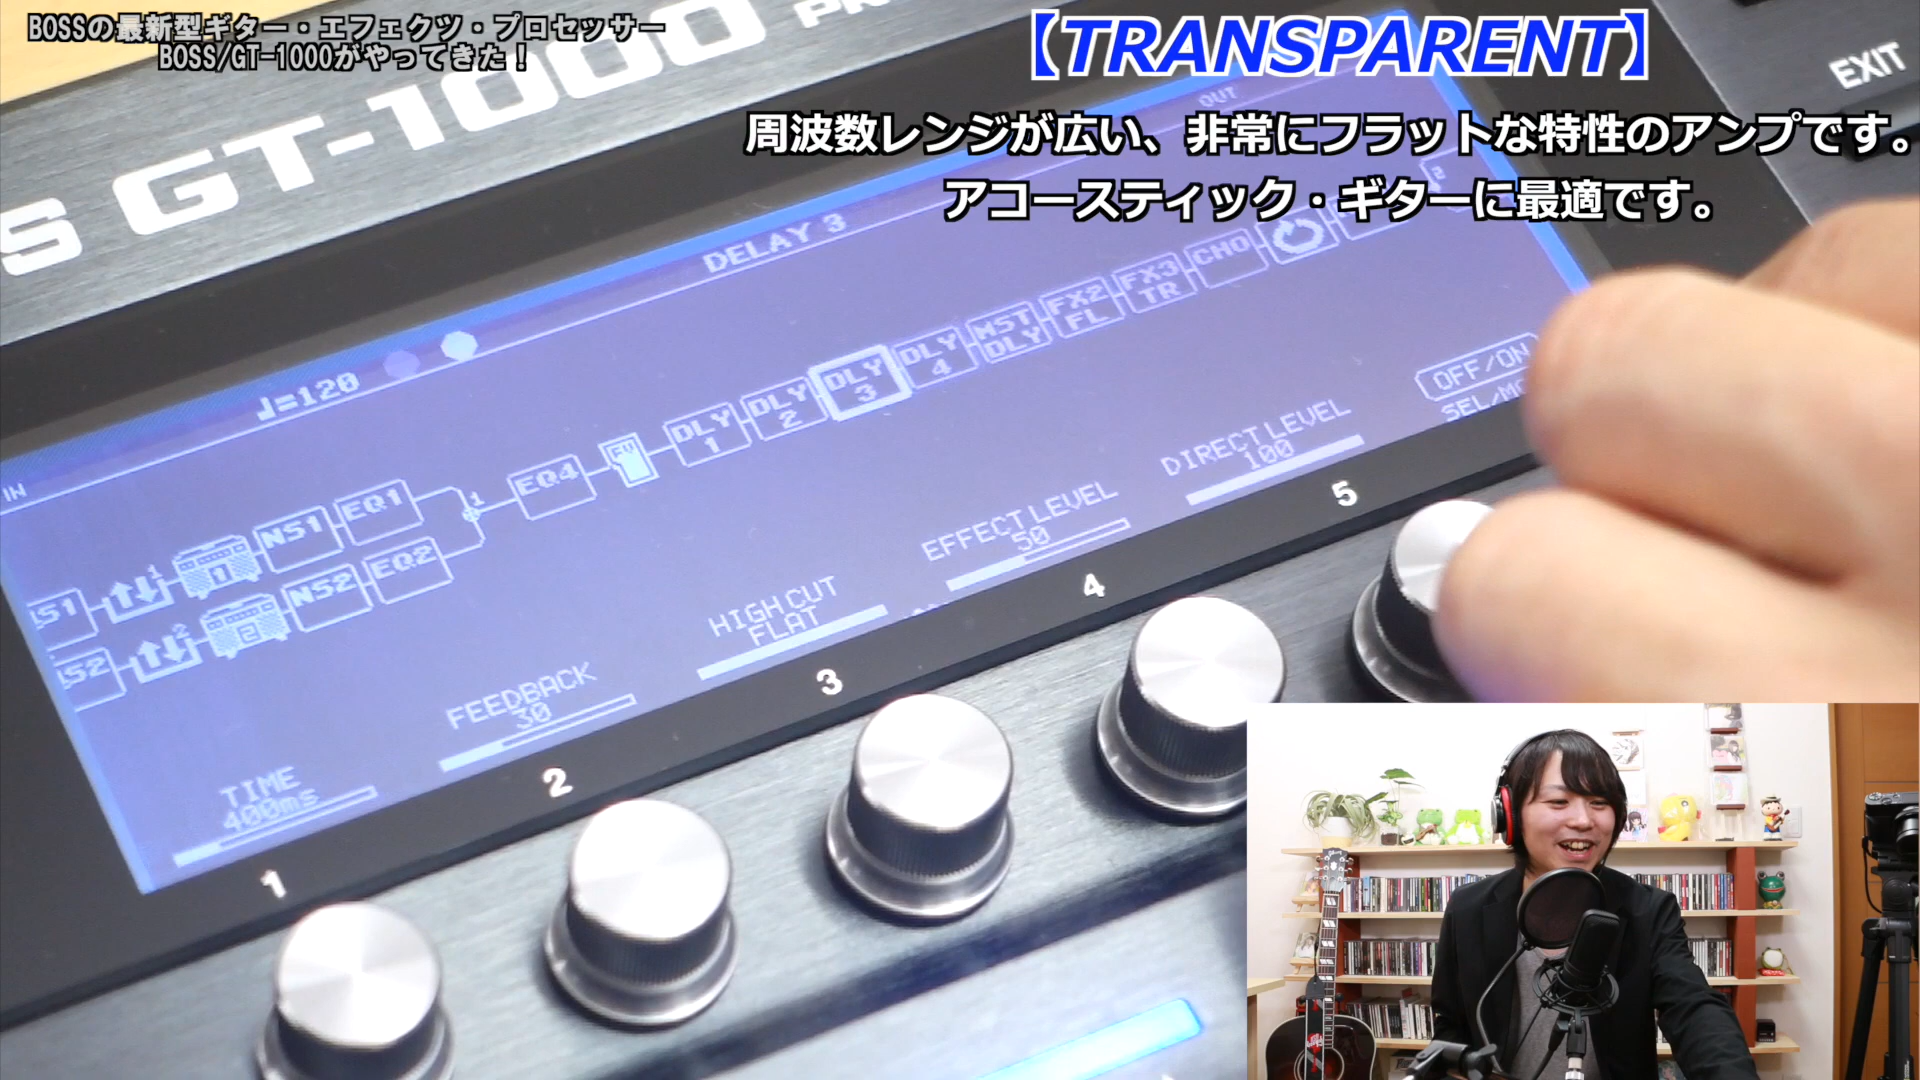 BOSSの最新型ギター・エフェクツ・プロセッサー
BOSS/GT-1000がやってきた！
【TRANSPARENT】
周波数レンジが広い、非常にフラットな特性のアンプです。
アコースティック・ギターに最適です。
EXIT
S GT-1000
OUT
♩=120
DELAY 3
IN
NS1
EQ1
1
EQ4
DLY 1
DLY 2
DLY 3
DLY 4
MST DLY
FX2 FL
FX3 TR
CHO
1
1
2
2
NS2
EQ2
TIME
400ms
FEEDBACK
30
HIGH CUT
FLAT
EFFECT LEVEL
50
DIRECT LEVEL
100
OFF/ON
1
2
3
4
5